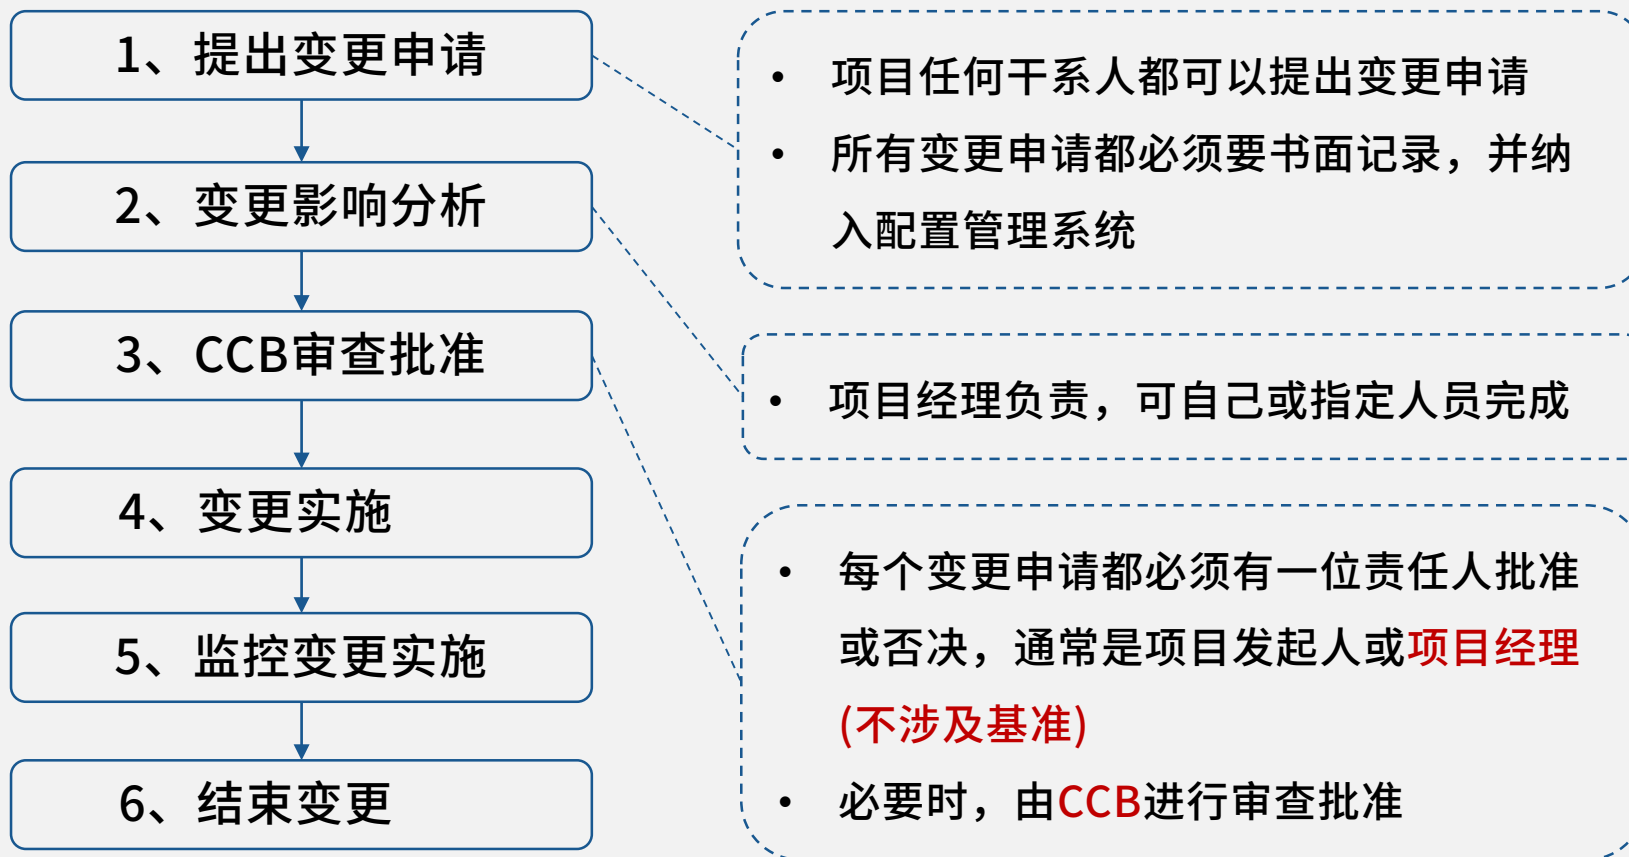 1、提出变更申请
2、变更影响分析
3、CCB审查批准
4、变更实施
5、监控变更实施
6、结束变更
• 项目任何干系人都可以提出变更申请
• 所有变更申请都必须要书面记录，并纳
入配置管理系统
• 项目经理负责，可自己或指定人员完成
• 每个变更申请都必须有一位责任人批准
或否决，通常是项目发起人或项目经理
(不涉及基准)
• 必要时，由CCB进行审查批准